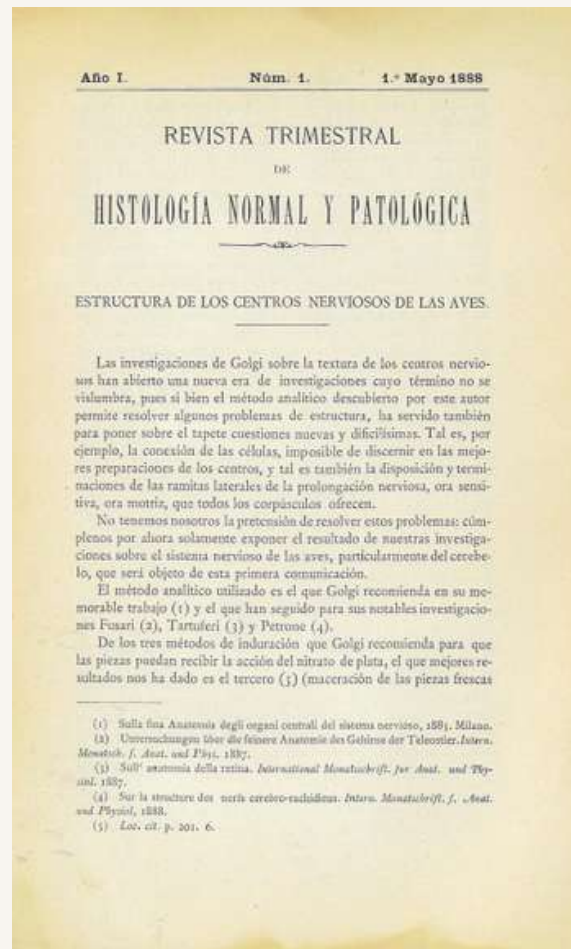 Año I. Núm. 1. 1.º Mayo 1888
REVISTA TRIMESTRAL
DE
HISTOLOGÍA NORMAL Y PATOLÓGICA
ESTRUCTURA DE LOS CENTROS NERVIOSOS DE LAS AVES.
Las investigaciones de Golgi sobre la textura de los centros nervio-
sos han abierto una nueva era de investigaciones cuyo término no se
vislumbra, pues si bien el método analítico descubierto por este autor
permite resolver algunos problemas de estructura, ha servido también
para poner sobre el tapete cuestiones nuevas y dificilísimas. Tal es, por
ejemplo, la conexión de las células, imposible de discernir en las mejo-
res preparaciones de los centros, y tal es también la disposición y termi-
naciones de las ramitas laterales de la prolongación nerviosa, ora sensi-
tiva, ora motriz, que todos los corpúsculos ofrecen.
No tenemos nosotros la pretensión de resolver estos problemas: cúm-
plenos por ahora solamente exponer el resultado de nuestras investiga-
ciones sobre el sistema nervioso de las aves, particularmente del cerebe-
lo, que será objeto de esta primera comunicación.
El método analítico utilizado es el que Golgi recomienda en su me-
morable trabajo (1) y el que han seguido para sus notables investigacio-
nes Fusari (2), Tartuferi (3) y Petrone (4).
De los tres métodos de induración que Golgi recomienda para que
las piezas puedan recibir la acción del nitrato de plata, el que mejores re-
sultados nos ha dado es el tercero (5) (maceración de las piezas frescas
(1) Sulla fina Anatomia degli organi centrali del sistema nervioso, 1885. Milano.
(2) Untersuchungen über die feinere Anatomie des Gehirns der Teleostier. Intern.
Monatsch. f. Anat. und Phys. 1887.
(3) Sull' anatomia della retina. International Monatsschrift. fur Anat. und Phy-
siol. 1887.
(4) Sur la structure des nerfs cerebro-rachidiens. Intern. Monatschrift. f. Anat.
und Physiol, 1888.
(5) Loc. cit. p. 201. 6.